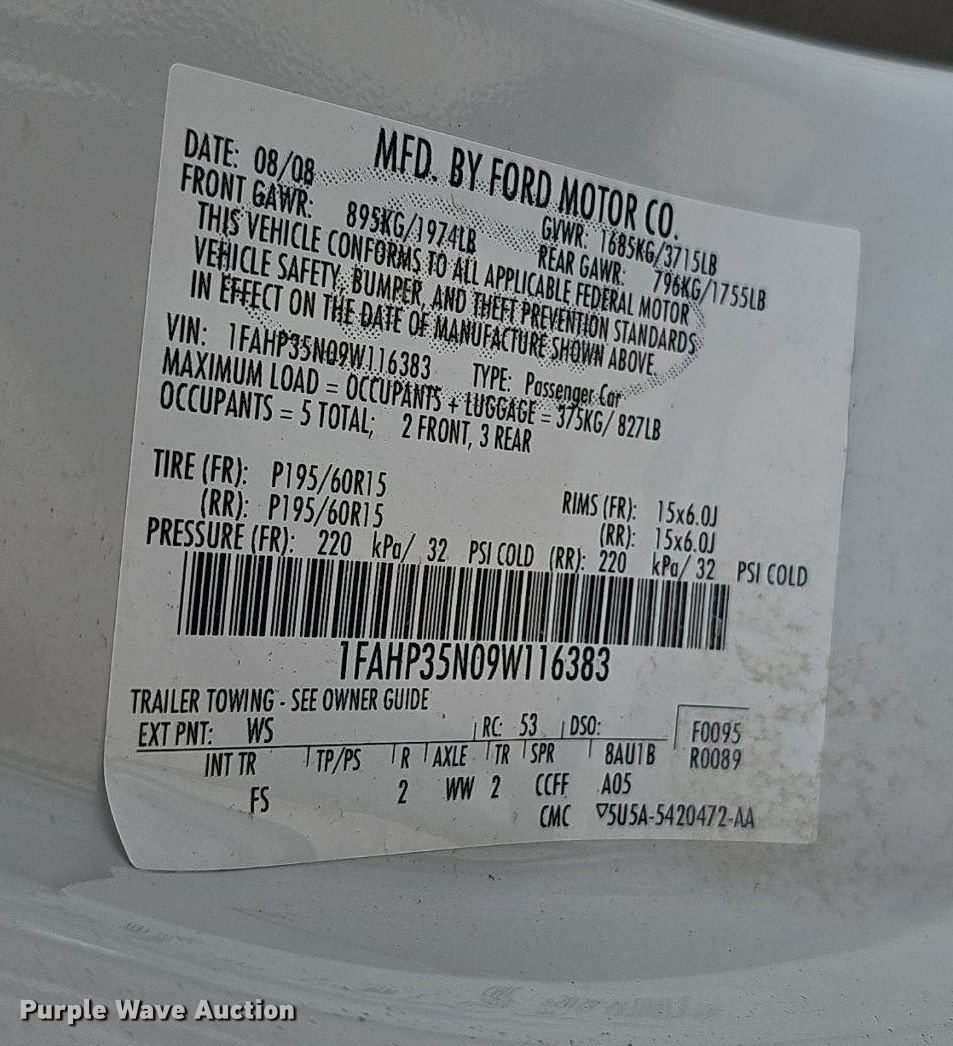 MFD. BY FORD MOTOR CO.
DATE: 08/08 GVWR: 1685KG/3715LB
FRONT GAWR: 895KG/1974LB REAR GAWR: 796KG/1755LB
THIS VEHICLE CONFORMS TO ALL APPLICABLE FEDERAL MOTOR
VEHICLE SAFETY, BUMPER, AND THEFT PREVENTION STANDARDS
IN EFFECT ON THE DATE OF MANUFACTURE SHOWN ABOVE.
VIN: 1FAHP35N09W116383 TYPE: Passenger Car
MAXIMUM LOAD = OCCUPANTS + LUGGAGE = 375KG/ 827LB
OCCUPANTS = 5 TOTAL; 2 FRONT, 3 REAR
TIRE (FR): P195/60R15 RIMS (FR): 15x6.0J
(RR): P195/60R15 (RR): 15x6.0J
PRESSURE (FR): 220 kPa/ 32 PSI COLD (RR): 220 kPa/ 32 PSI COLD
1FAHP35N09W116383
TRAILER TOWING - SEE OWNER GUIDE
EXT PNT: WS RC: 53 DSO: F0095
INT TR TP/PS R AXLE TR SPR 8AU1B R0089
FS 2 WW 2 CCFF A05
CMC ▽5U5A-5420472-AA
Purple Wave Auction